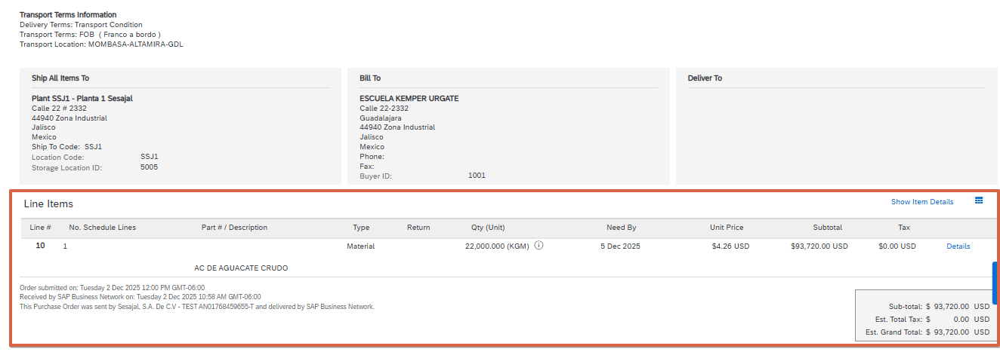 Transport Terms Information
Delivery Terms: Transport Condition
Transport Terms: FOB ( Franco a bordo )
Transport Location: MOMBASA-ALTAMIRA-GDL
Ship All Items To
Plant SSJ1 - Planta 1 Sesajal
Calle 22 # 2332
44940 Zona Industrial
Jalisco
Mexico
Ship To Code: SSJ1
Location Code: SSJ1
Storage Location ID: 5005
Bill To
ESCUELA KEMPER URGATE
Calle 22-2332
Guadalajara
44940 Zona Industrial
Jalisco
Mexico
Phone:
Fax:
Buyer ID: 1001
Deliver To
Line Items
Show Item Details
Line # No. Schedule Lines Part # / Description Type Return Qty (Unit) Need By Unit Price Subtotal Tax
10 1 Material 22,000.000 (KGM) 5 Dec 2025 $4.26 USD $93,720.00 USD $0.00 USD Details
AC DE AGUACATE CRUDO
Order submitted on: Tuesday 2 Dec 2025 12:00 PM GMT-06:00
Received by SAP Business Network on: Tuesday 2 Dec 2025 10:58 AM GMT-06:00
This Purchase Order was sent by Sesajal, S.A. De C.V - TEST AN01768459655-T and delivered by SAP Business Network.
Sub-total: $ 93,720.00 USD
Est. Total Tax: $ 0.00 USD
Est. Grand Total: $ 93,720.00 USD